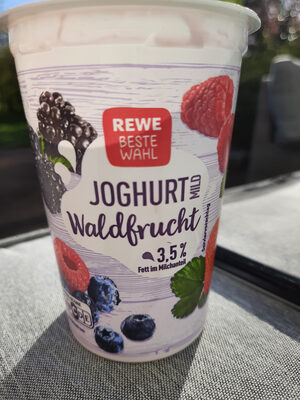 REWE
BESTE
WAHL
JOGHURT
MILD
Waldfrucht
3,5%
Fett im Milchanteil